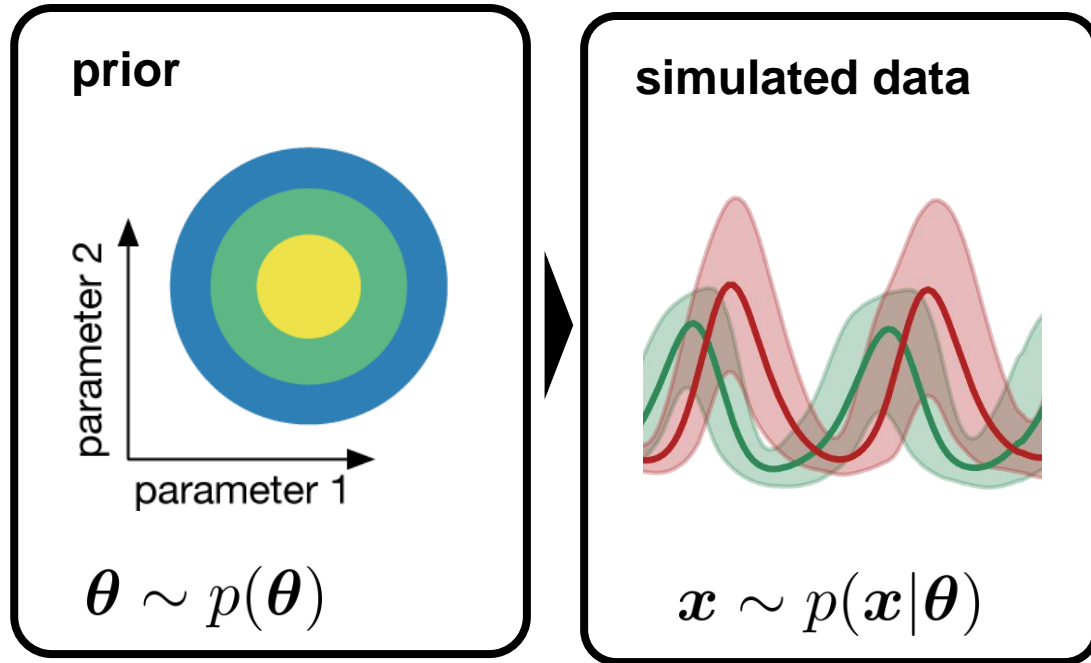 prior
parameter 2
parameter 1
θ ∼ p(θ)
simulated data
x ∼ p(x|θ)